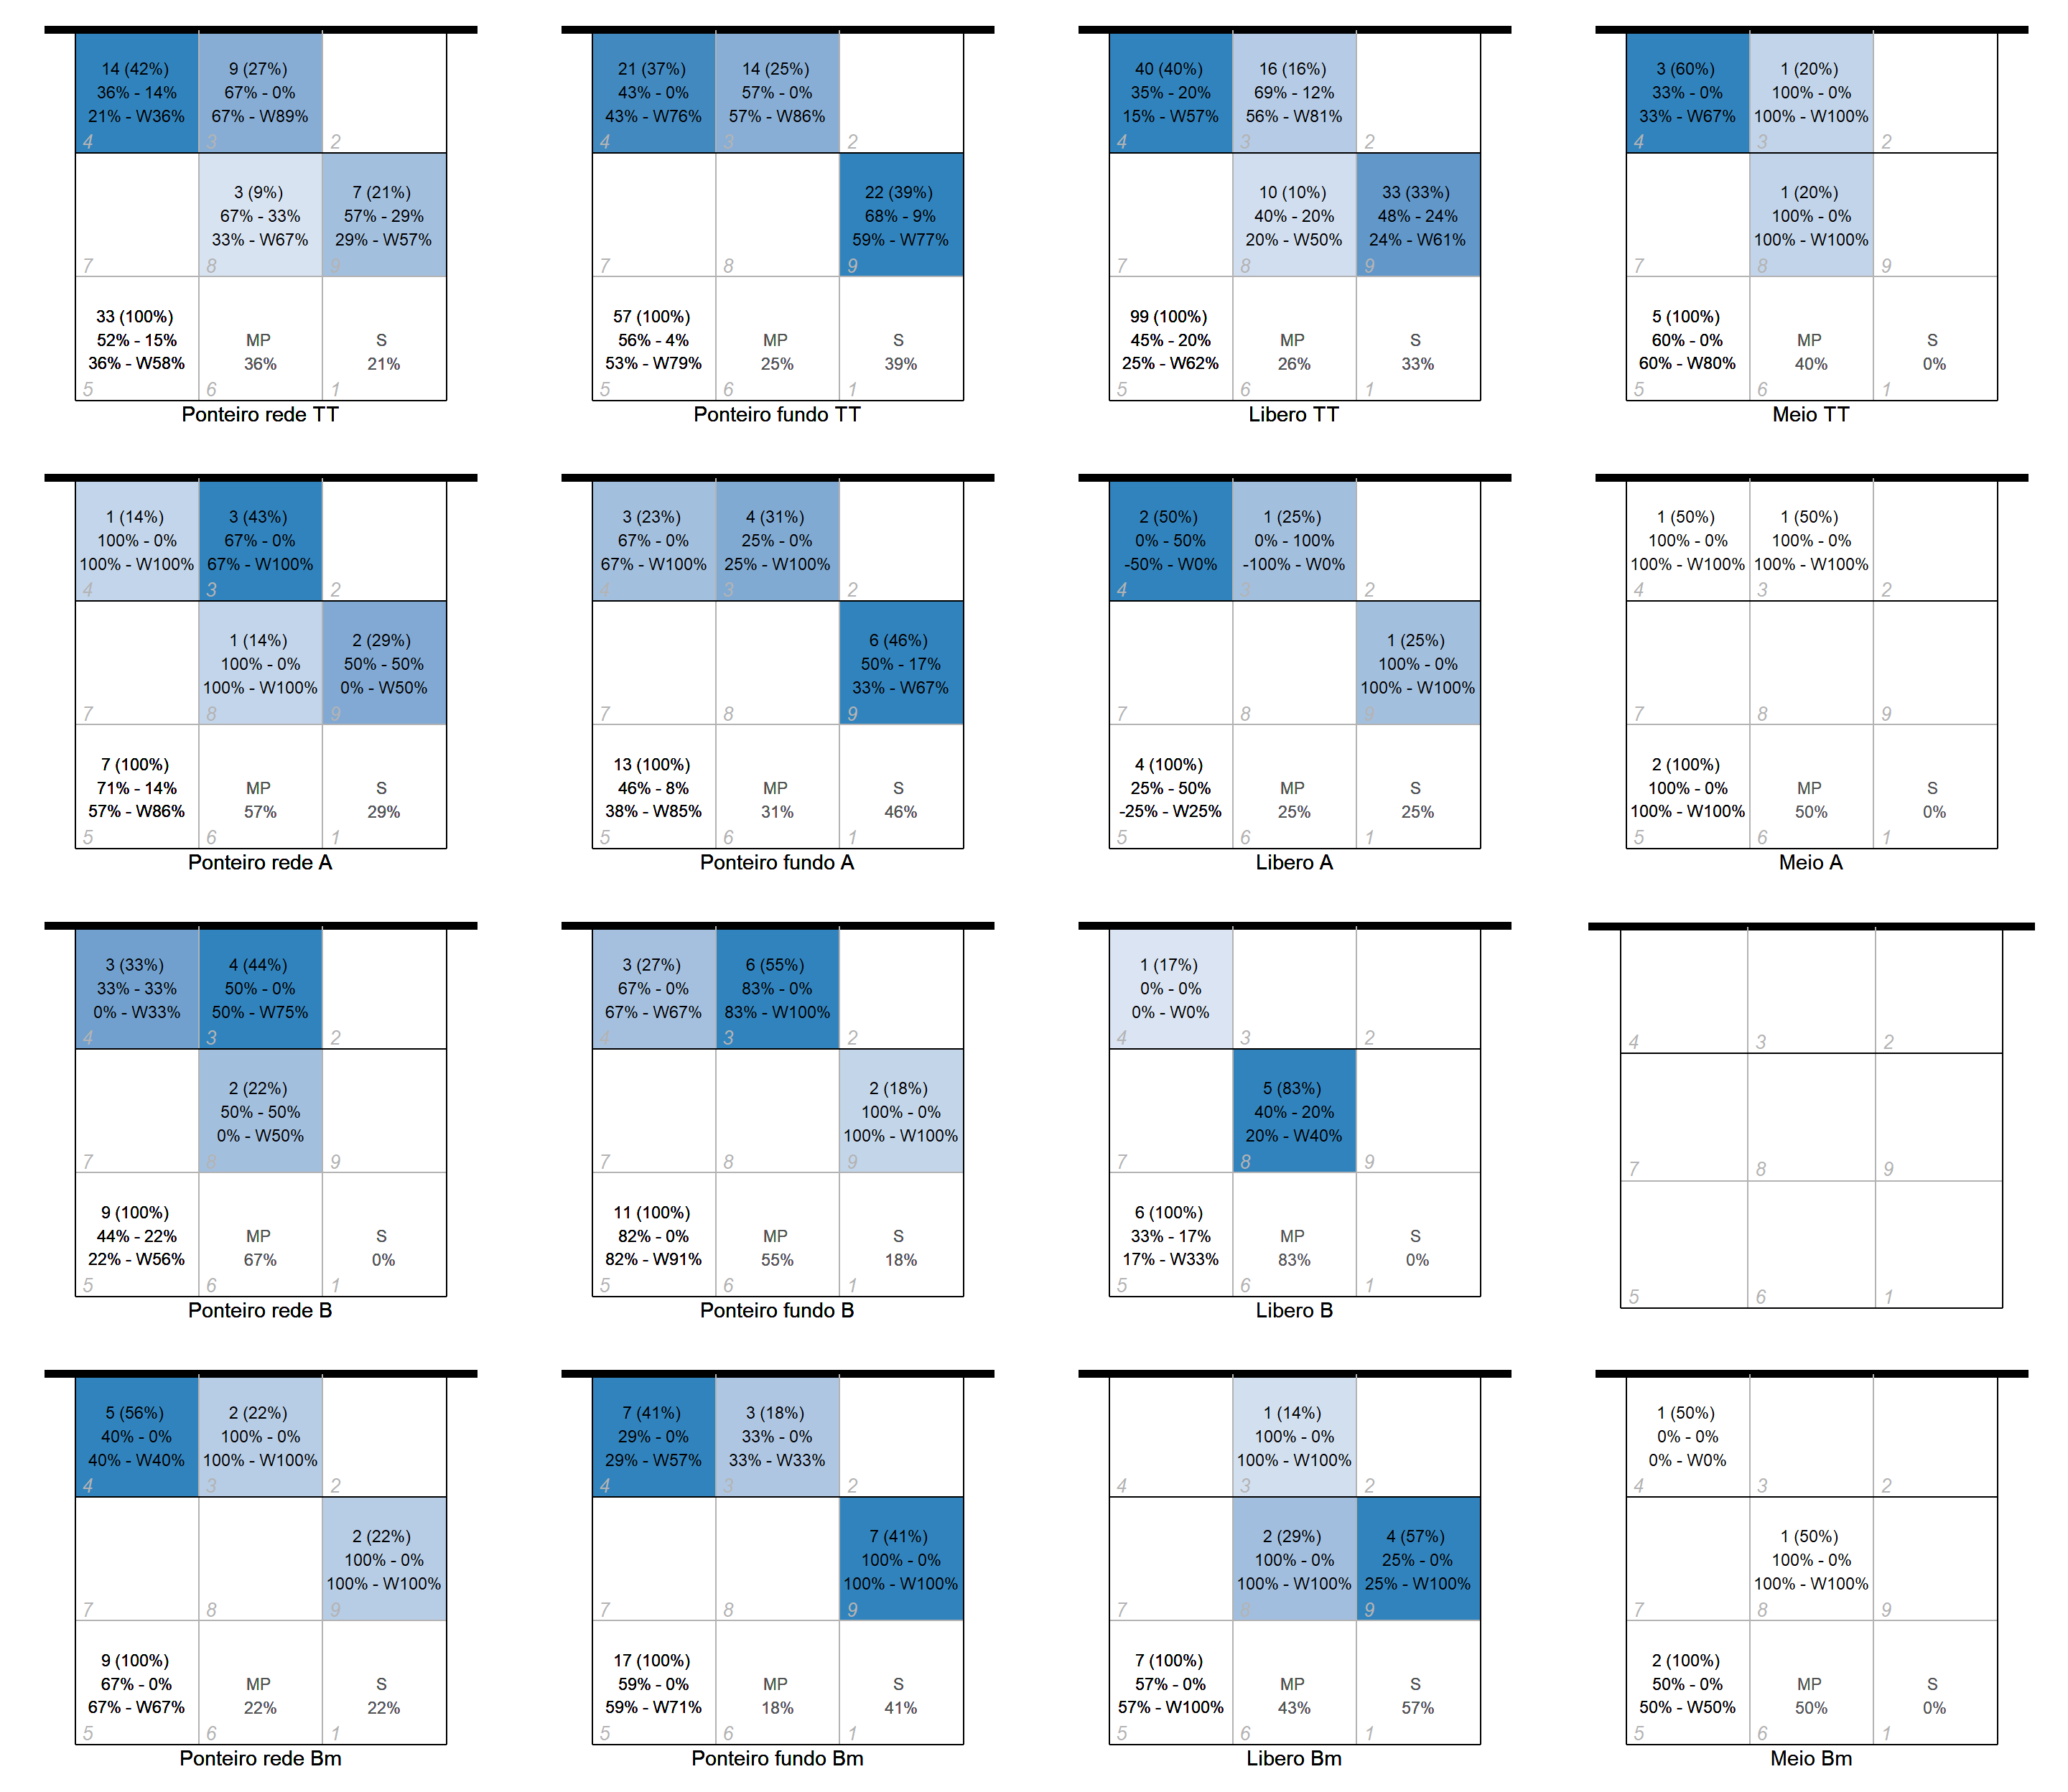 14 (42%)
36% - 14%
21% - W36%
4
9 (27%)
67% - 0%
67% - W89%
3
2
7
3 (9%)
67% - 33%
33% - W67%
8
7 (21%)
57% - 29%
29% - W57%
9
33 (100%)
52% - 15%
36% - W58%
5
MP
36%
6
S
21%
1
Ponteiro rede TT
21 (37%)
43% - 0%
43% - W76%
4
14 (25%)
57% - 0%
57% - W86%
3
2
7
8
22 (39%)
68% - 9%
59% - W77%
9
57 (100%)
56% - 4%
53% - W79%
5
MP
25%
6
S
39%
1
Ponteiro fundo TT
40 (40%)
35% - 20%
15% - W57%
4
16 (16%)
69% - 12%
56% - W81%
3
2
7
10 (10%)
40% - 20%
20% - W50%
8
33 (33%)
48% - 24%
24% - W61%
9
99 (100%)
45% - 20%
25% - W62%
5
MP
26%
6
S
33%
1
Libero TT
3 (60%)
33% - 0%
33% - W67%
4
1 (20%)
100% - 0%
100% - W100%
3
2
7
1 (20%)
100% - 0%
100% - W100%
8
9
5 (100%)
60% - 0%
60% - W80%
5
MP
40%
6
S
0%
1
Meio TT
1 (14%)
100% - 0%
100% - W100%
4
3 (43%)
67% - 0%
67% - W100%
3
2
7
1 (14%)
100% - 0%
100% - W100%
8
2 (29%)
50% - 50%
0% - W50%
9
7 (100%)
71% - 14%
57% - W86%
5
MP
57%
6
S
29%
1
Ponteiro rede A
3 (23%)
67% - 0%
67% - W100%
4
4 (31%)
25% - 0%
25% - W100%
3
2
7
8
6 (46%)
50% - 17%
33% - W67%
9
13 (100%)
46% - 8%
38% - W85%
5
MP
31%
6
S
46%
1
Ponteiro fundo A
2 (50%)
0% - 50%
-50% - W0%
4
1 (25%)
0% - 100%
-100% - W0%
3
2
7
8
1 (25%)
100% - 0%
100% - W100%
9
4 (100%)
25% - 50%
-25% - W25%
5
MP
25%
6
S
25%
1
Libero A
1 (50%)
100% - 0%
100% - W100%
4
1 (50%)
100% - 0%
100% - W100%
3
2
7
8
9
2 (100%)
100% - 0%
100% - W100%
5
MP
50%
6
S
0%
1
Meio A
3 (33%)
33% - 33%
0% - W33%
4
4 (44%)
50% - 0%
50% - W75%
3
2
7
2 (22%)
50% - 50%
0% - W50%
8
9
9 (100%)
44% - 22%
22% - W56%
5
MP
67%
6
S
0%
1
Ponteiro rede B
3 (27%)
67% - 0%
67% - W67%
4
6 (55%)
83% - 0%
83% - W100%
3
2
7
8
2 (18%)
100% - 0%
100% - W100%
9
11 (100%)
82% - 0%
82% - W91%
5
MP
55%
6
S
18%
1
Ponteiro fundo B
1 (17%)
0% - 0%
0% - W0%
4
3
2
7
5 (83%)
40% - 20%
20% - W40%
8
9
6 (100%)
33% - 17%
17% - W33%
5
MP
83%
6
S
0%
1
Libero B
4
3
2
7
8
9
5
6
1
5 (56%)
40% - 0%
40% - W40%
4
2 (22%)
100% - 0%
100% - W100%
3
2
7
8
2 (22%)
100% - 0%
100% - W100%
9
9 (100%)
67% - 0%
67% - W67%
5
MP
22%
6
S
22%
1
Ponteiro rede Bm
7 (41%)
29% - 0%
29% - W57%
4
3 (18%)
33% - 0%
33% - W33%
3
2
7
8
7 (41%)
100% - 0%
100% - W100%
9
17 (100%)
59% - 0%
59% - W71%
5
MP
18%
6
S
41%
1
Ponteiro fundo Bm
4
1 (14%)
100% - 0%
100% - W100%
3
2
7
2 (29%)
100% - 0%
100% - W100%
8
4 (57%)
25% - 0%
25% - W100%
9
7 (100%)
57% - 0%
57% - W100%
5
MP
43%
6
S
57%
1
Libero Bm
1 (50%)
0% - 0%
0% - W0%
4
3
2
7
1 (50%)
100% - 0%
100% - W100%
8
9
2 (100%)
50% - 0%
50% - W50%
5
MP
50%
6
S
0%
1
Meio Bm